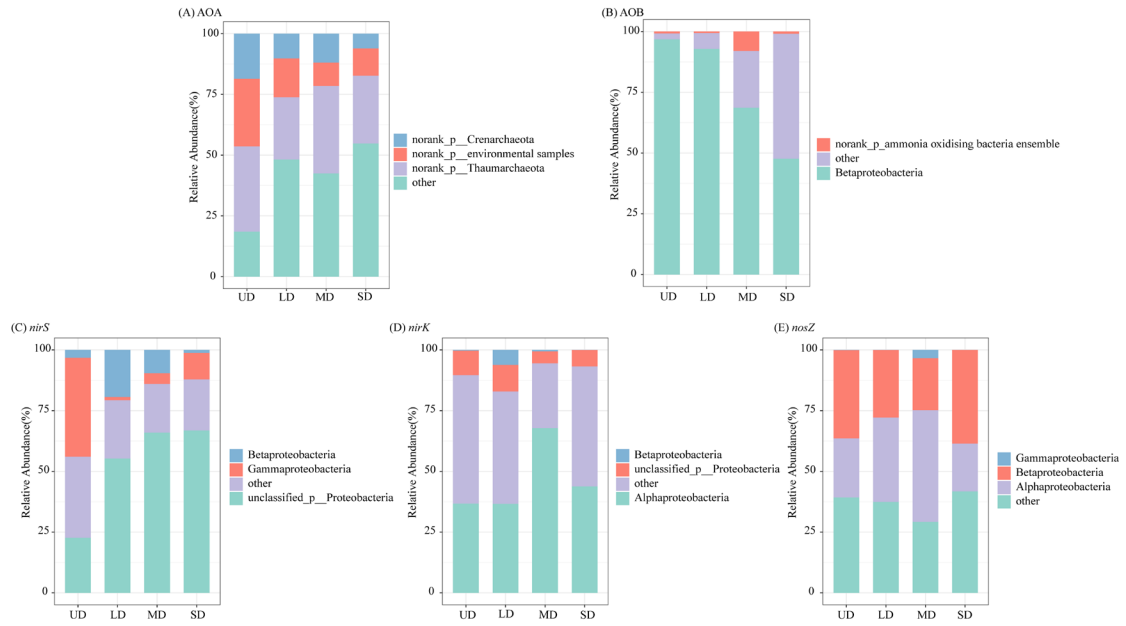 (A) AOA
Relative Abundance(%)
100
75
50
25
0
UD LD MD SD
norank_p__Crenarchaeota
norank_p__environmental samples
norank_p__Thaumarchaeota
other
(B) AOB
Relative Abundance(%)
100
75
50
25
0
UD LD MD SD
norank_p_ammonia oxidising bacteria ensemble
other
Betaproteobacteria
(C) nirS
Relative Abundance(%)
100
75
50
25
0
UD LD MD SD
Betaproteobacteria
Gammaproteobacteria
other
unclassified_p__Proteobacteria
(D) nirK
Relative Abundance(%)
100
75
50
25
0
UD LD MD SD
Betaproteobacteria
unclassified_p__Proteobacteria
other
Alphaproteobacteria
(E) nosZ
Relative Abundance(%)
100
75
50
25
0
UD LD MD SD
Gammaproteobacteria
Betaproteobacteria
Alphaproteobacteria
other